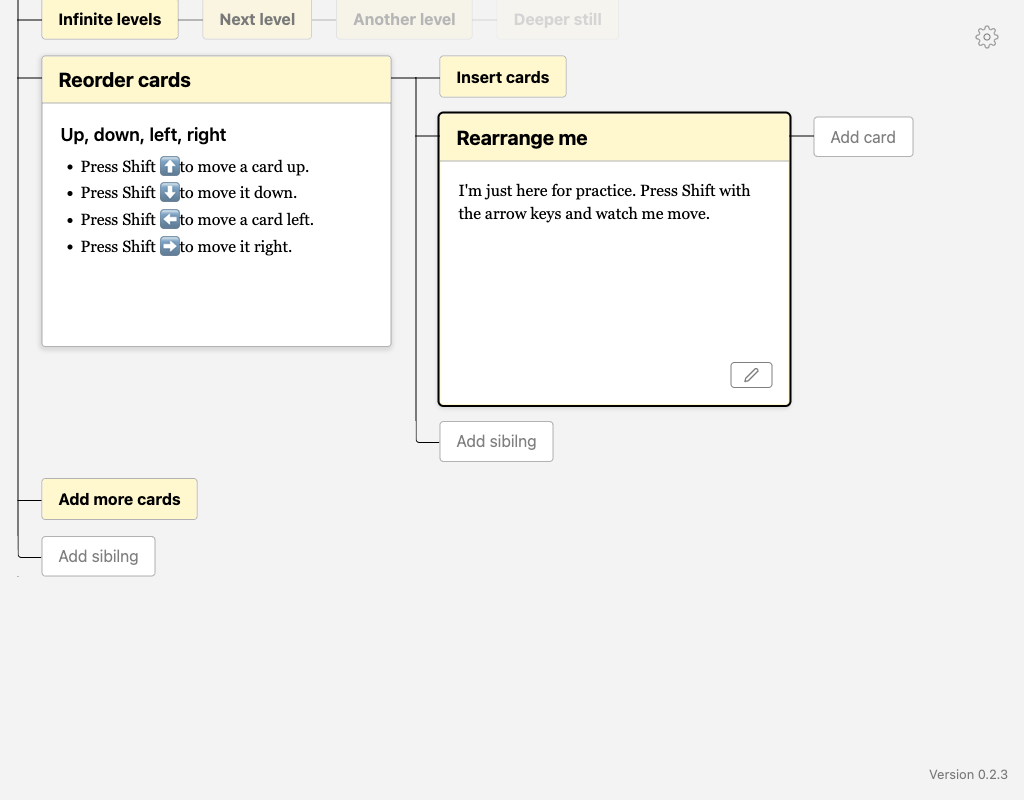 Infinite levels
Next level
Another level
Deeper still
Reorder cards
Up, down, left, right
• Press Shift ⬆️to move a card up.
• Press Shift ⬇️to move it down.
• Press Shift ⬅️to move a card left.
• Press Shift ➡️to move it right.
Insert cards
Rearrange me
I'm just here for practice. Press Shift with
the arrow keys and watch me move.
Add card
Add sibilng
Add more cards
Add sibilng
Version 0.2.3